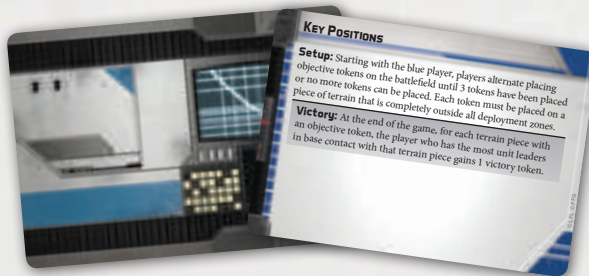 KEY POSITIONS
Setup: Starting with the blue player, players alternate placing
objective tokens on the battlefield until 3 tokens have been placed
or no more tokens can be placed. Each token must be placed on a
piece of terrain that is completely outside all deployment zones.
Victory: At the end of the game, for each terrain piece with
an objective token, the player who has the most unit leaders
in base contact with that terrain piece gains 1 victory token.